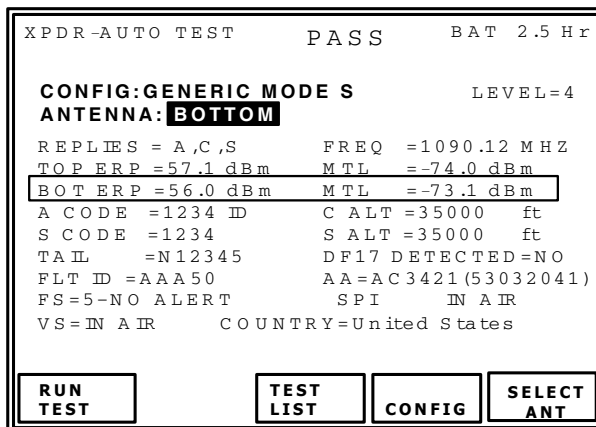 XPDR-AUTO TEST PASS BAT 2.5 Hr
CONFIG:GENERIC MODE S LEVEL=4
ANTENNA: BOTTOM
REPLIES = A,C,S FREQ =1090.12 MHZ
TOP ERP =57.1 dBm MTL =-74.0 dBm
BOT ERP =56.0 dBm MTL =-73.1 dBm
A CODE =1234 ID C ALT =35000 ft
S CODE =1234 S ALT =35000 ft
TAIL =N12345 DF17 DETECTED=NO
FLT ID =AAA50 AA=AC3421(53032041)
FS=5-NO ALERT SPI IN AIR
VS=IN AIR COUNTRY=United States
RUN TEST
TEST LIST
CONFIG
SELECT ANT